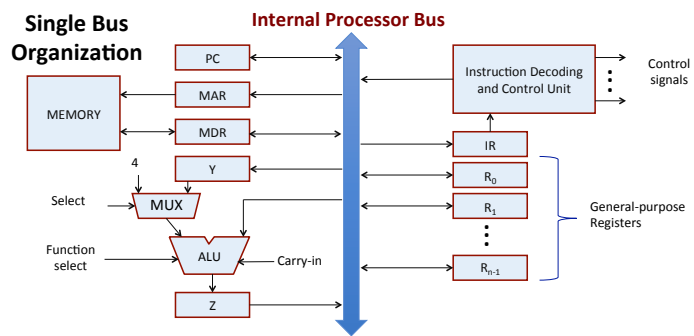 Single Bus
Organization
Internal Processor Bus
PC
MAR
MEMORY
MDR
Y
4
Select
MUX
Function
select
ALU
Carry-in
Z
Instruction Decoding
and Control Unit
Control
signals
IR
R0
R1
General-purpose
Registers
Rn-1